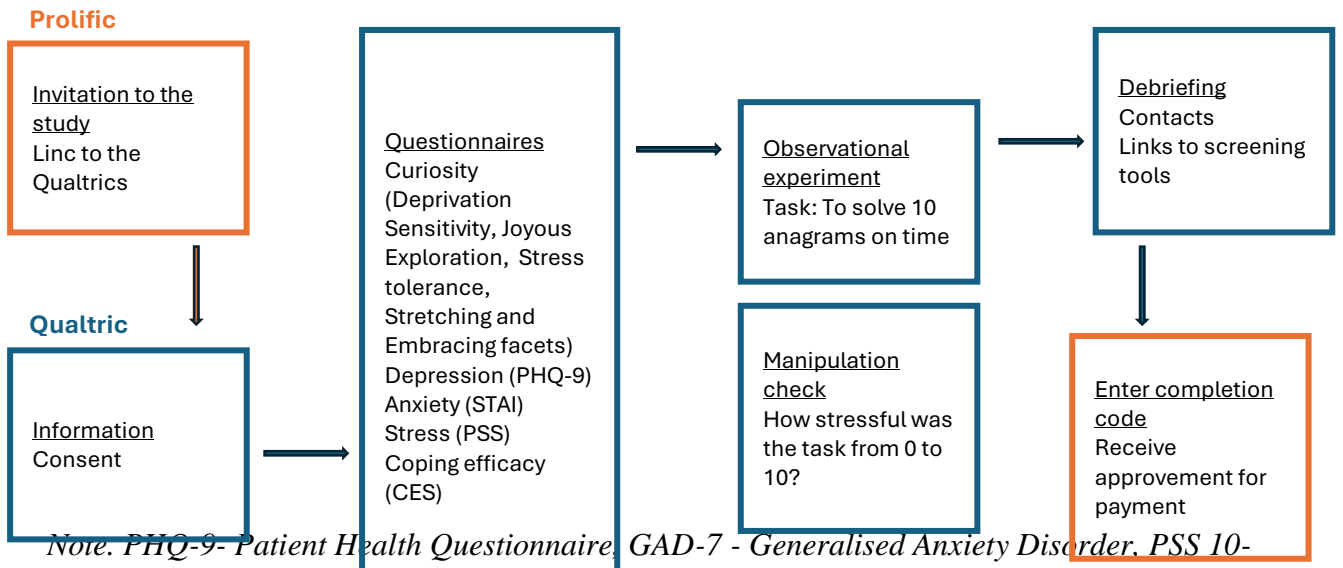 Prolific
Invitation to the
study
Linc to the
Qualtrics
Qualtric
Information
Consent
Questionnaires
Curiosity
(Deprivation
Sensitivity, Joyous
Exploration, Stress
tolerance,
Stretching and
Embracing facets)
Depression (PHQ-9)
Anxiety (STAI)
Stress (PSS)
Coping efficacy
(CES)
Observational
experiment
Task: To solve 10
anagrams on time
Manipulation
check
How stressful was
the task from 0 to
10?
Debriefing
Contacts
Links to screening
tools
Enter completion
code
Receive
approvement for
payment
Note. PHQ-9- Patient Health Questionnaire, GAD-7 - Generalised Anxiety Disorder, PSS 10-